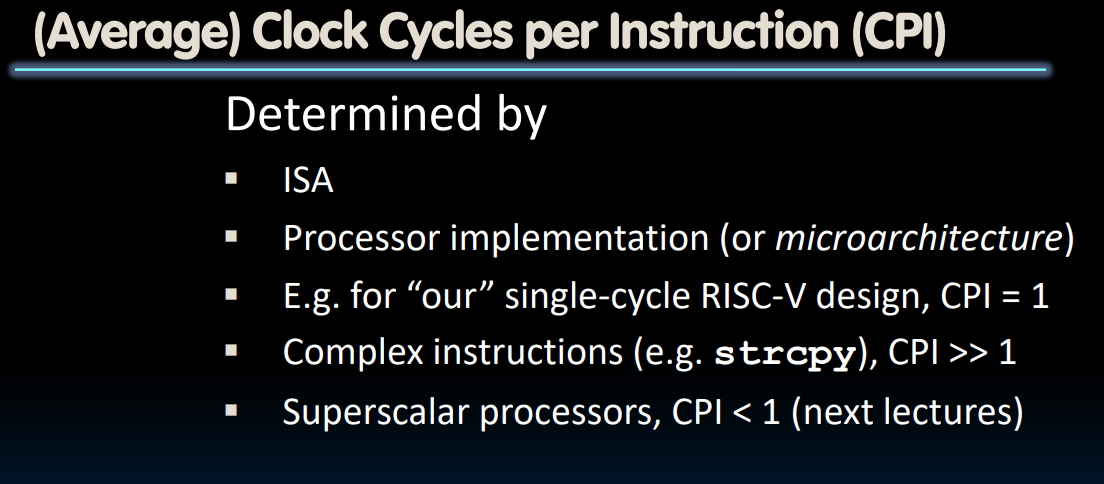 (Average) Clock Cycles per Instruction (CPI)
Determined by
▪ ISA
▪ Processor implementation (or microarchitecture)
▪ E.g. for “our” single-cycle RISC-V design, CPI = 1
▪ Complex instructions (e.g. strcpy), CPI >> 1
▪ Superscalar processors, CPI < 1 (next lectures)